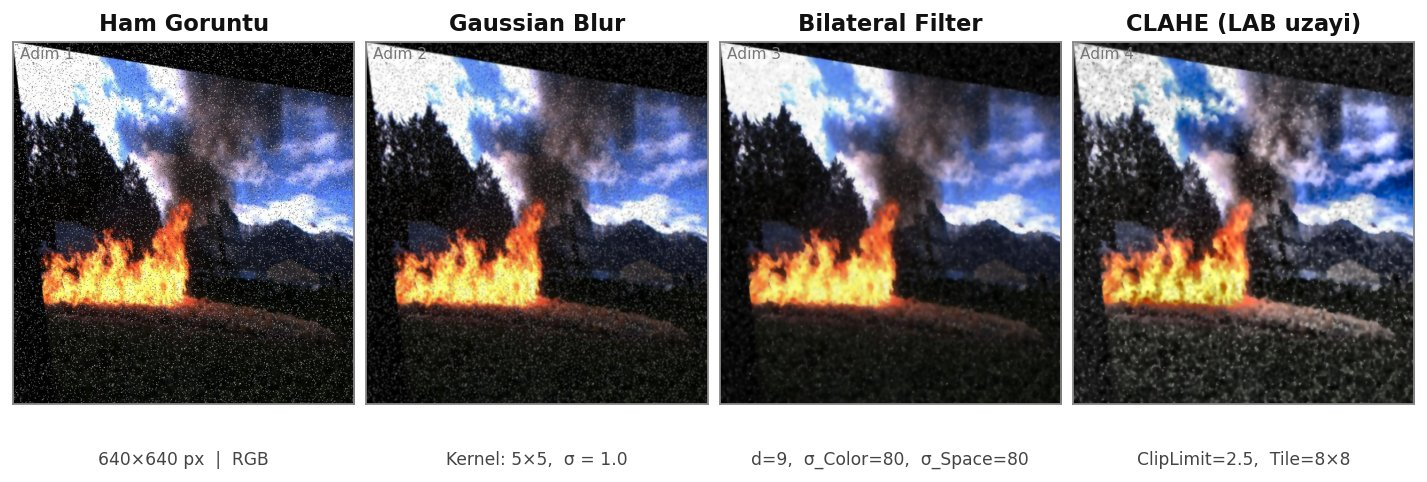 Ham Goruntu
Gaussian Blur
Bilateral Filter
CLAHE (LAB uzayi)
Adim 1
Adim 2
Adim 3
Adim 4
640×640 px | RGB
Kernel: 5×5, σ = 1.0
d=9, σ_Color=80, σ_Space=80
ClipLimit=2.5, Tile=8×8